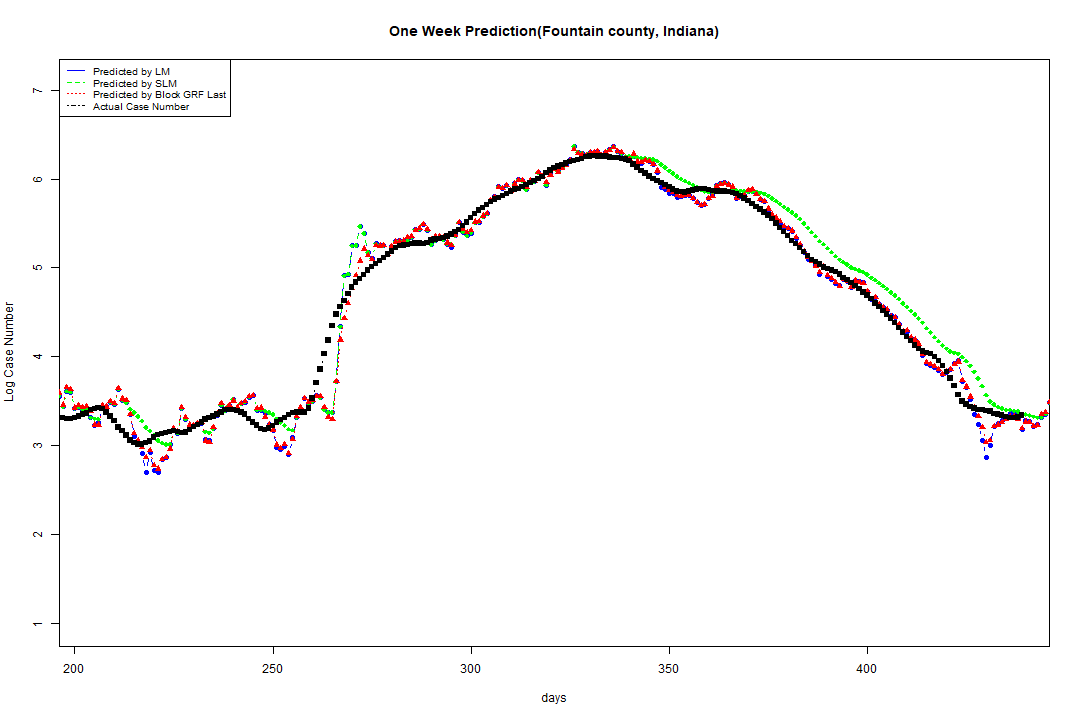 One Week Prediction(Fountain county, Indiana)
Predicted by LM
Predicted by SLM
Predicted by Block GRF Last
Actual Case Number
7
6
5
4
3
2
1
Log Case Number
200 250 300 350 400
days